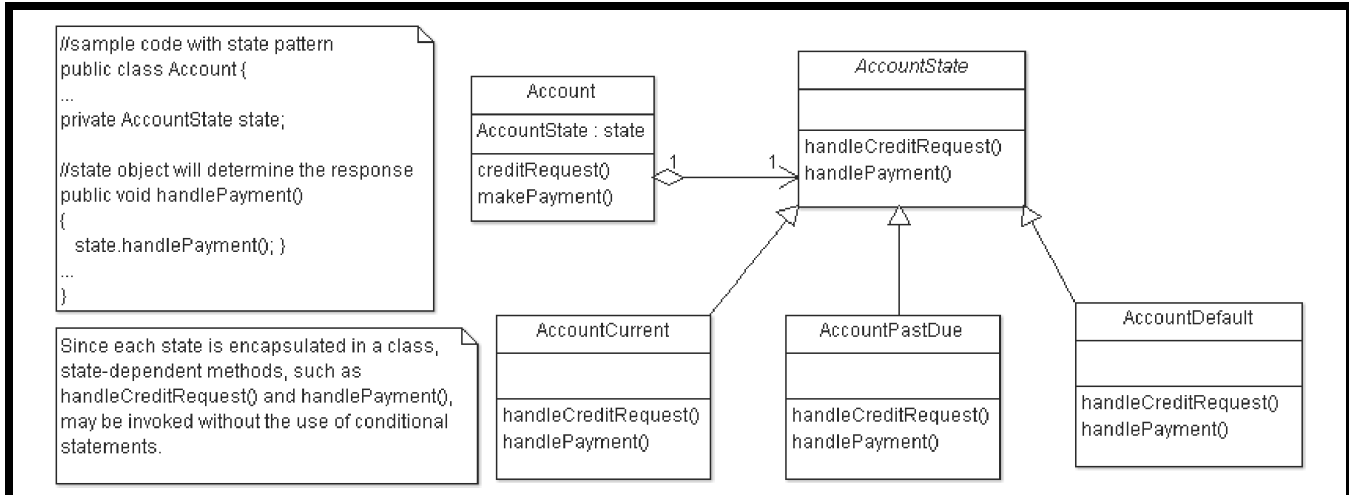 //sample code with state pattern
public class Account {
...
private AccountState state;
//state object will determine the response
public void handlePayment()
{
state.handlePayment(); }
...
}
Since each state is encapsulated in a class,
state-dependent methods, such as
handleCreditRequest() and handlePayment(),
may be invoked without the use of conditional
statements.
Account
AccountState : state
creditRequest()
makePayment()
1
1
AccountState
handleCreditRequest()
handlePayment()
AccountCurrent
handleCreditRequest()
handlePayment()
AccountPastDue
handleCreditRequest()
handlePayment()
AccountDefault
handleCreditRequest()
handlePayment()